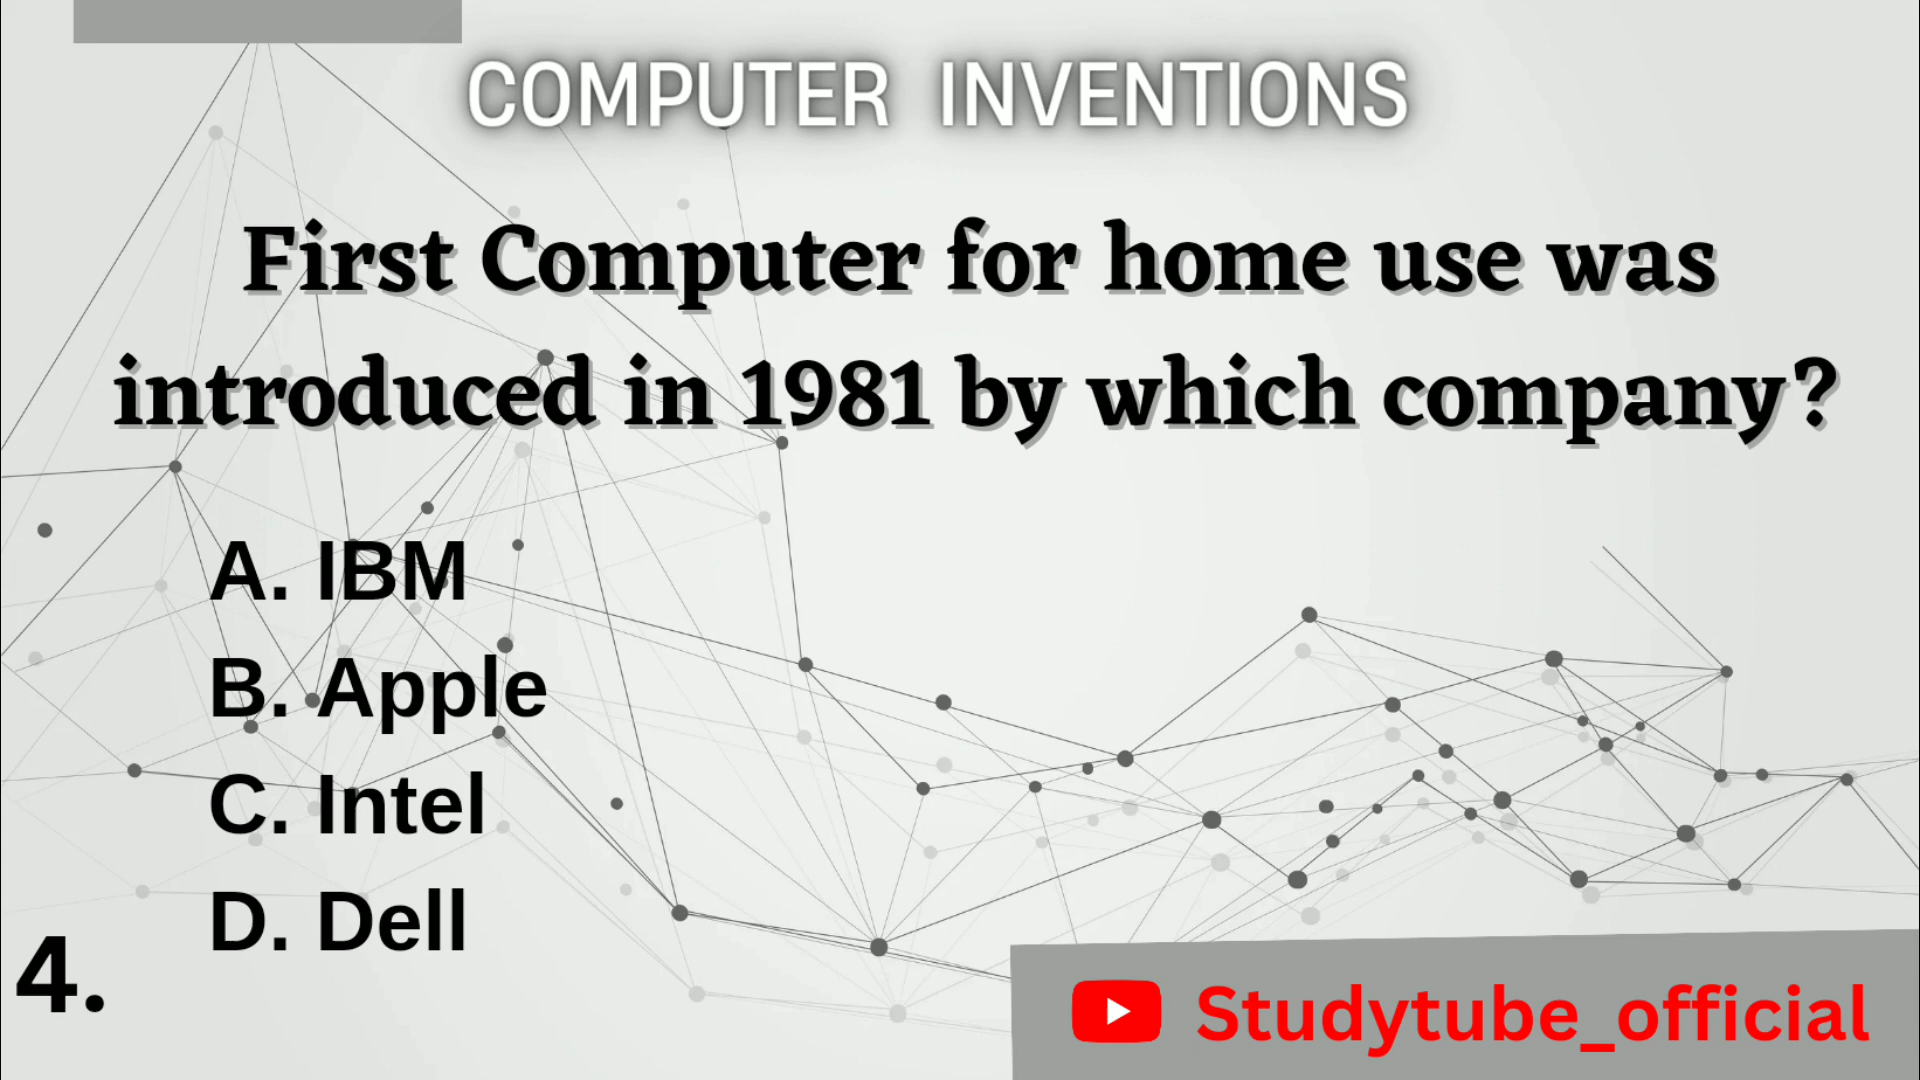 COMPUTER INVENTIONS
First Computer for home use was
introduced in 1981 by which company?
A. IBM
B. Apple
C. Intel
D. Dell
4.
Studytube_official